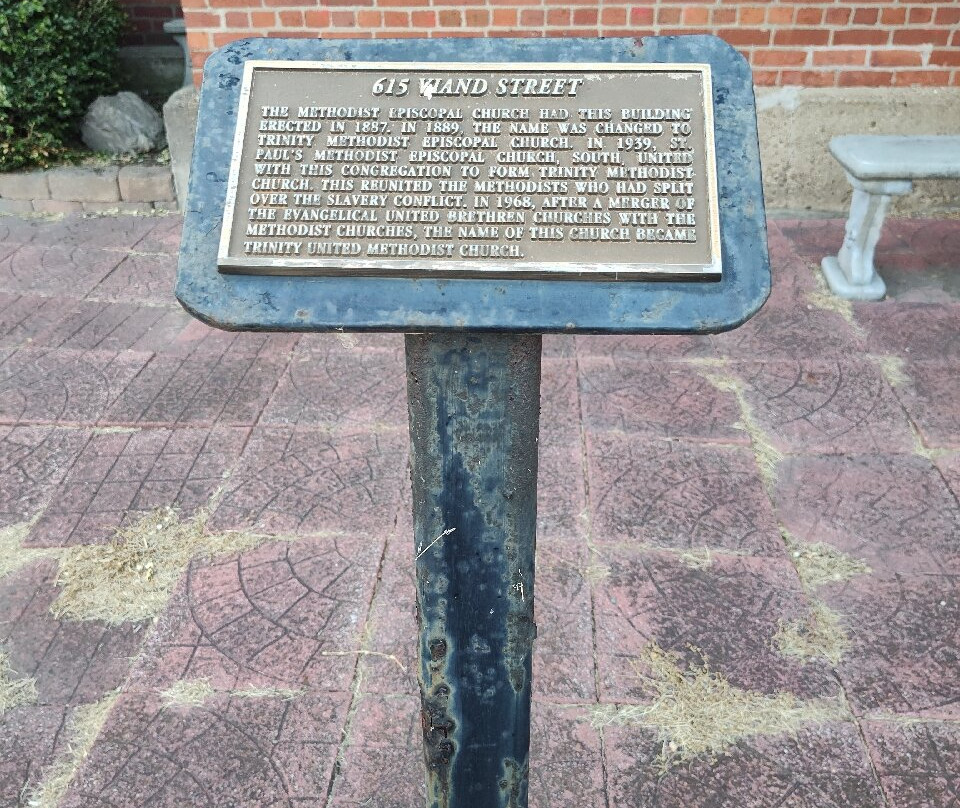 615 VIAND STREET
THE METHODIST EPISCOPAL CHURCH HAD THIS BUILDING
ERECTED IN 1887. IN 1889, THE NAME WAS CHANGED TO
TRINITY METHODIST EPISCOPAL CHURCH. IN 1939, ST.
PAUL'S METHODIST EPISCOPAL CHURCH, SOUTH, UNITED
WITH THIS CONGREGATION TO FORM TRINITY METHODIST
CHURCH. THIS REUNITED THE METHODISTS WHO HAD SPLIT
OVER THE SLAVERY CONFLICT. IN 1968, AFTER A MERGER OF
THE EVANGELICAL UNITED BRETHREN CHURCHES WITH THE
METHODIST CHURCHES, THE NAME OF THIS CHURCH BECAME
TRINITY UNITED METHODIST CHURCH.